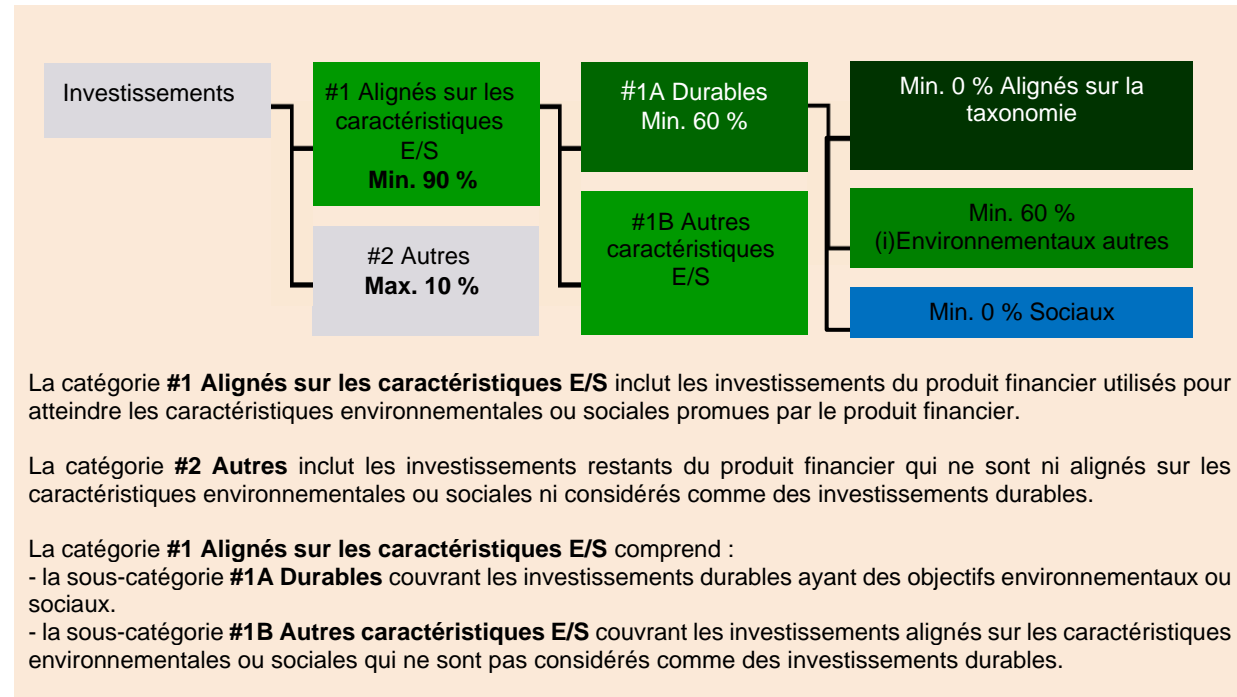 Investissements
#1 Alignés sur les
caractéristiques
E/S
Min. 90 %
#2 Autres
Max. 10 %
#1A Durables
Min. 60 %
#1B Autres
caractéristiques
E/S
Min. 0 % Alignés sur la
taxonomie
Min. 60 %
(i)Environnementaux autres
Min. 0 % Sociaux
La catégorie #1 Alignés sur les caractéristiques E/S inclut les investissements du produit financier utilisés pour
atteindre les caractéristiques environnementales ou sociales promues par le produit financier.
La catégorie #2 Autres inclut les investissements restants du produit financier qui ne sont ni alignés sur les
caractéristiques environnementales ou sociales ni considérés comme des investissements durables.
La catégorie #1 Alignés sur les caractéristiques E/S comprend :
- la sous-catégorie #1A Durables couvrant les investissements durables ayant des objectifs environnementaux ou
sociaux.
- la sous-catégorie #1B Autres caractéristiques E/S couvrant les investissements alignés sur les caractéristiques
environnementales ou sociales qui ne sont pas considérés comme des investissements durables.